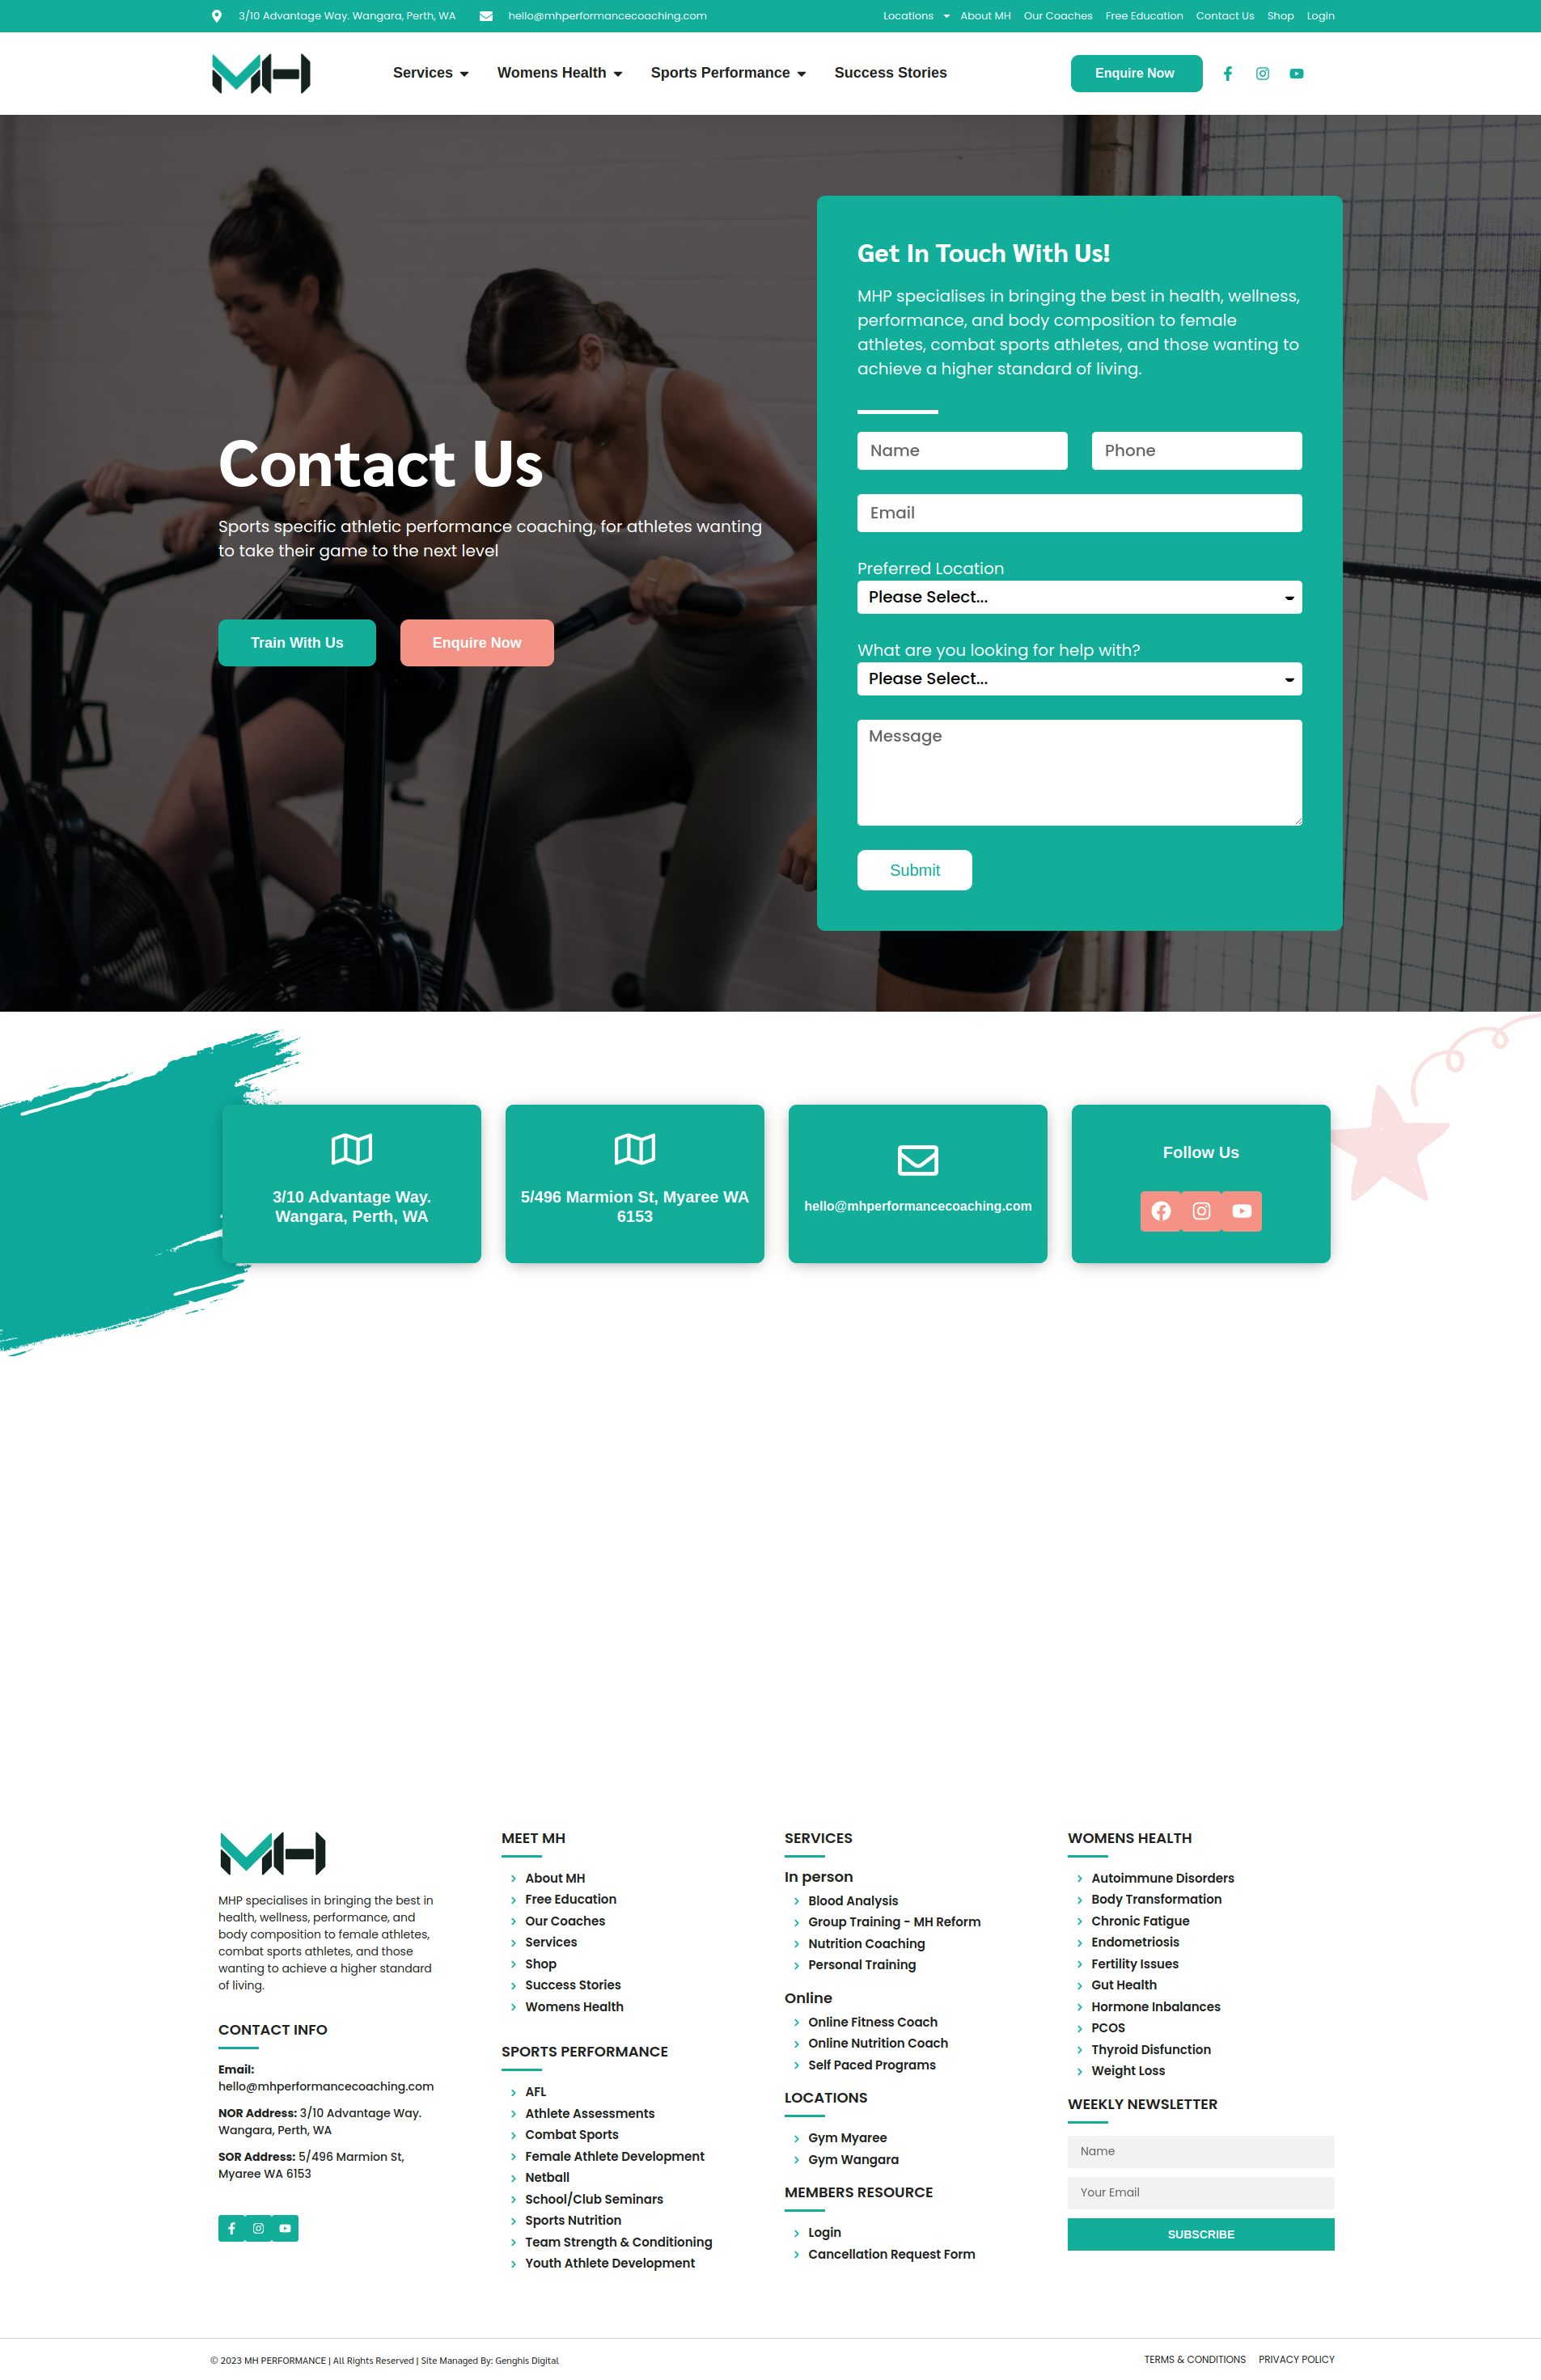 3/10 Advantage Way. Wangara, Perth, WA
hello@mhperformancecoaching.com
Locations
About MH
Our Coaches
Free Education
Contact Us
Shop
Login
MH
Services
Womens Health
Sports Performance
Success Stories
Enquire Now
Contact Us
Sports specific athletic performance coaching, for athletes wanting
to take their game to the next level
Train With Us
Enquire Now
Get In Touch With Us!
MHP specialises in bringing the best in health, wellness,
performance, and body composition to female
athletes, combat sports athletes, and those wanting to
achieve a higher standard of living.
Name
Phone
Email
Preferred Location
Please Select...
What are you looking for help with?
Please Select...
Message
Submit
3/10 Advantage Way.
Wangara, Perth, WA
5/496 Marmion St, Myaree WA
6153
hello@mhperformancecoaching.com
Follow Us
MH
MHP specialises in bringing the best in
health, wellness, performance, and
body composition to female athletes,
combat sports athletes, and those
wanting to achieve a higher standard
of living.
CONTACT INFO
Email:
hello@mhperformancecoaching.com
NOR Address: 3/10 Advantage Way.
Wangara, Perth, WA
SOR Address: 5/496 Marmion St,
Myaree WA 6153
MEET MH
About MH
Free Education
Our Coaches
Services
Shop
Success Stories
Womens Health
SPORTS PERFORMANCE
AFL
Athlete Assessments
Combat Sports
Female Athlete Development
Netball
School/Club Seminars
Sports Nutrition
Team Strength & Conditioning
Youth Athlete Development
SERVICES
In person
Blood Analysis
Group Training - MH Reform
Nutrition Coaching
Personal Training
Online
Online Fitness Coach
Online Nutrition Coach
Self Paced Programs
LOCATIONS
Gym Myaree
Gym Wangara
MEMBERS RESOURCE
Login
Cancellation Request Form
WOMENS HEALTH
Autoimmune Disorders
Body Transformation
Chronic Fatigue
Endometriosis
Fertility Issues
Gut Health
Hormone Inbalances
PCOS
Thyroid Disfunction
Weight Loss
WEEKLY NEWSLETTER
Name
Your Email
SUBSCRIBE
© 2023 MH PERFORMANCE | All Rights Reserved | Site Managed By: Genghis Digital
TERMS & CONDITIONS
PRIVACY POLICY